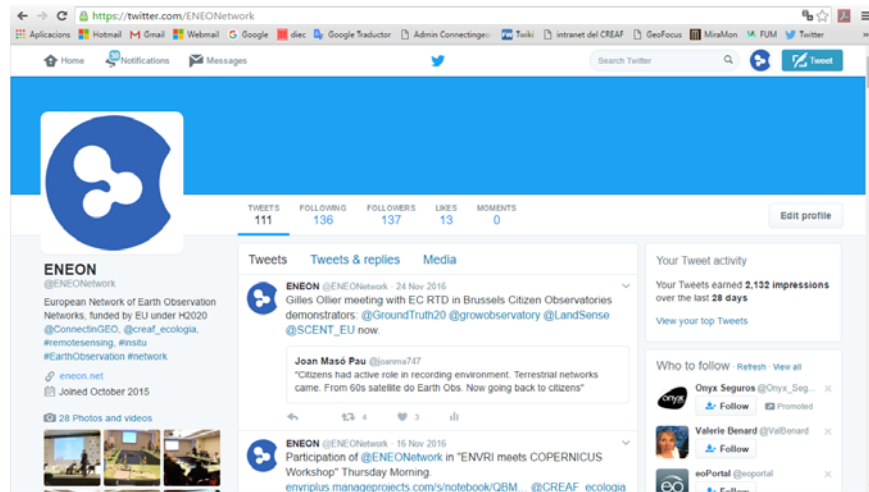 https://twitter.com/ENEONetwork
Aplicacions Hotmail Gmail Webmail Google diec Google Traductor Admin Connectingeo Twiki intranet del CREAF GeoFocus MiraMon FUM Twitter »
Home 30 Notifications Messages Search Twitter Tweet
TWEETS FOLLOWING FOLLOWERS LIKES MOMENTS
111 136 137 13 0
Edit profile
ENEON
@ENEONetwork
European Network of Earth Observation
Networks, funded by EU under H2020
@ConnectinGEO, @creaf_ecologia,
#remotesensing, #insitu
#EarthObservation #network
eneon.net
Joined October 2015
28 Photos and videos
Tweets Tweets & replies Media
ENEON @ENEONetwork · 24 Nov 2016
Gilles Ollier meeting with EC RTD in Brussels Citizen Observatories
demonstrators: @GroundTruth20 @growobservatory @LandSense
@SCENT_EU now.
Joan Masó Pau @joanma747
"Citizens had active role in recording environment. Terrestrial networks
came. From 60s satellite do Earth Obs. Now going back to citizens"
4 3
ENEON @ENEONetwork · 16 Nov 2016
Participation of @ENEONetwork in "ENVRI meets COPERNICUS
Workshop" Thursday Morning.
envriplus.manageprojects.com/s/notebook/QBM... @CREAF_ecologia
Your Tweet activity
Your Tweets earned 2,132 impressions
over the last 28 days
View your top Tweets
Who to follow · Refresh · View all
Onyx Seguros @Onyx_Seg...
onyx
Follow Promoted
Valerie Benard @ValBenard
Follow
eoPortal @eoportal
eo
Follow